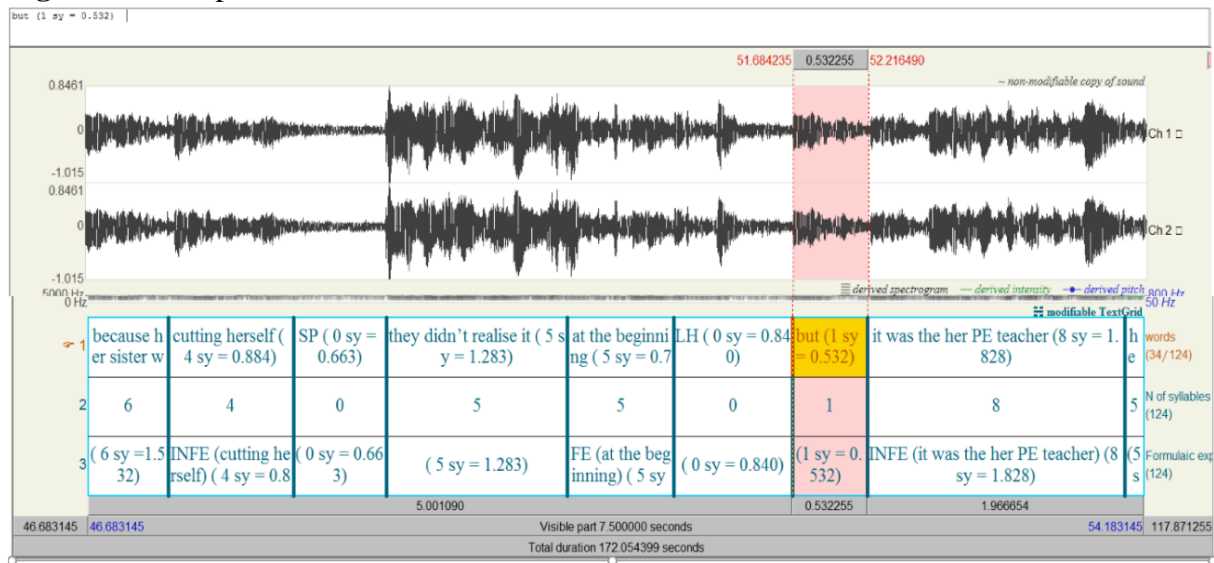 but (1 sy = 0.532)
51.684235 0.532255 52.216490
~ non-modifiable copy of sound
0.8461
0
-1.015
Ch 1
0.8461
0
-1.015
Ch 2
5000 Hz
0 Hz
derived spectrogram derived intensity derived pitch
800 Hz
50 Hz
modifiable TextGrid
1
because h
er sister w
cutting herself (
4 sy = 0.884)
SP ( 0 sy =
0.663)
they didn’t realise it ( 5 s
y = 1.283)
at the beginni
ng ( 5 sy = 0.7
LH ( 0 sy = 0.84
0)
but (1 sy
= 0.532)
it was the her PE teacher (8 sy = 1.
828)
h
e
words
(34/124)
2 6 4 0 5 5 0 1 8 5
N of syllables
(124)
3
( 6 sy =1.5
32)
INFE (cutting he
rself) ( 4 sy = 0.8
( 0 sy = 0.66
3)
( 5 sy = 1.283)
FE (at the beg
inning) ( 5 sy
( 0 sy = 0.840)
(1 sy = 0.
532)
INFE (it was the her PE teacher) (8
sy = 1.828)
(5
s
Formulaic exp
(124)
5.001090 0.532255 1.966654
46.683145 46.683145 Visible part 7.500000 seconds 54.183145 117.871255
Total duration 172.054399 seconds